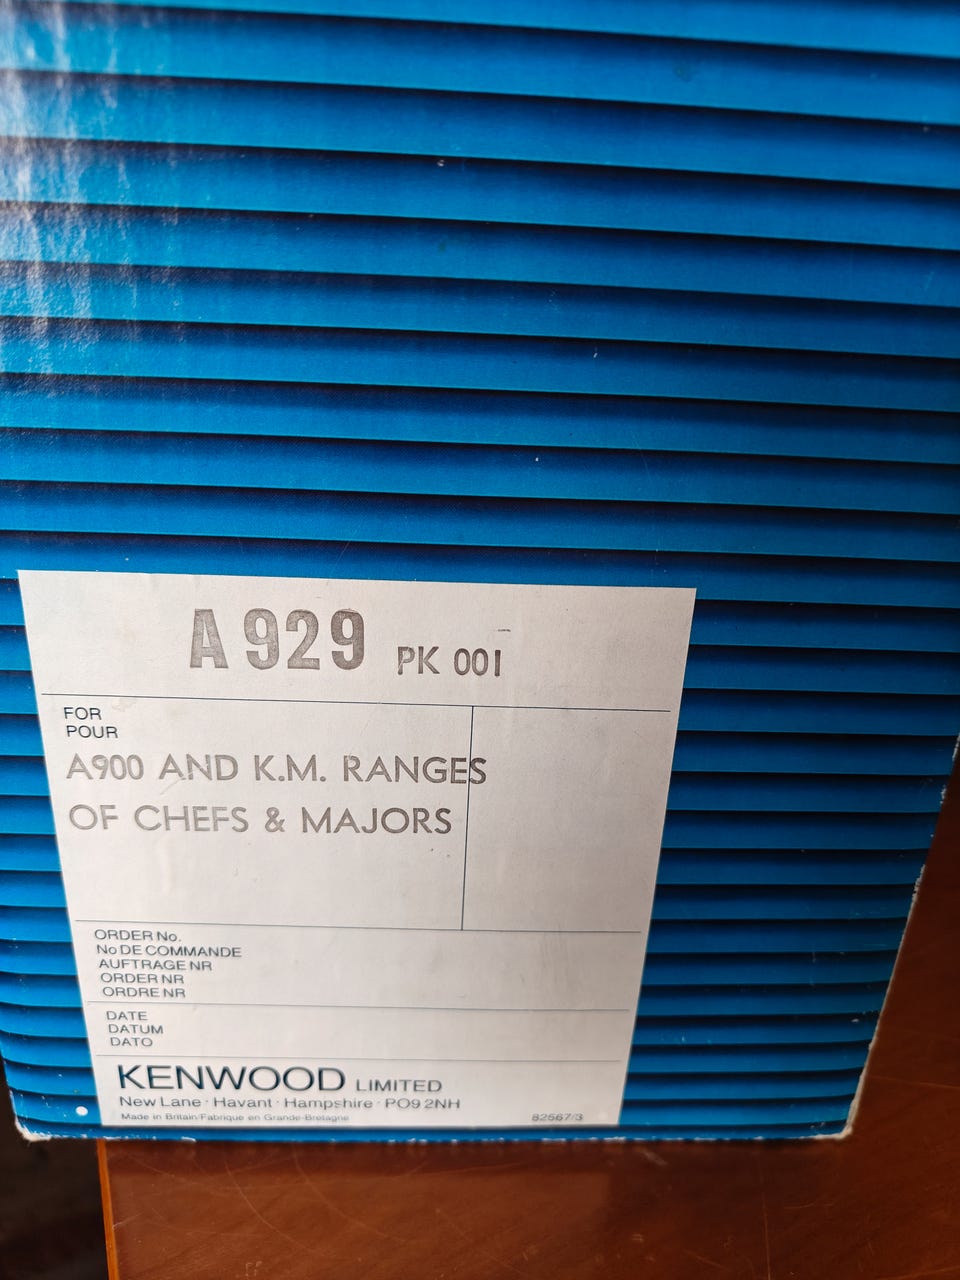 A929 PK 001
FOR
POUR
A900 AND K.M. RANGES
OF CHEFS & MAJORS
ORDER No.
No DE COMMANDE
AUFTRAGE NR
ORDER NR
ORDRE NR
DATE
DATUM
DATO
KENWOOD LIMITED
New Lane · Havant · Hampshire · PO9 2NH
Made in Britain/Fabrique en Grande-Bretagne 82567/3